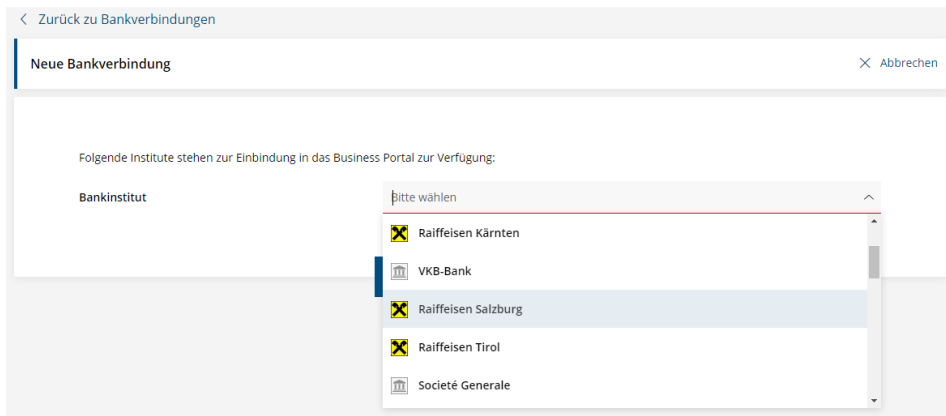 Zurück zu Bankverbindungen
Neue Bankverbindung
Abbrechen
Folgende Institute stehen zur Einbindung in das Business Portal zur Verfügung:
Bankinstitut
Bitte wählen
Raiffeisen Kärnten
VKB-Bank
Raiffeisen Salzburg
Raiffeisen Tirol
Societé Generale